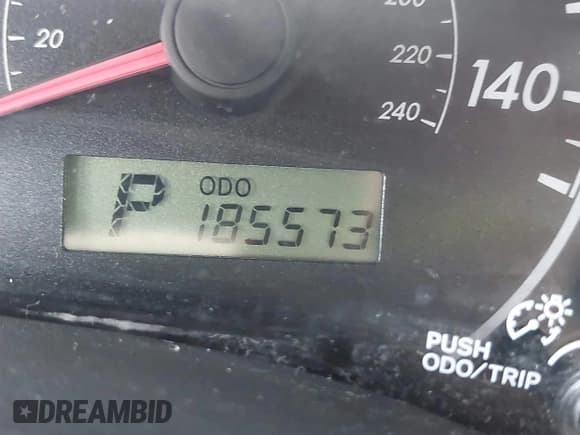 200
20
220
140
240
ODO
P 185573
PUSH
ODO/TRIP
DREAMBID